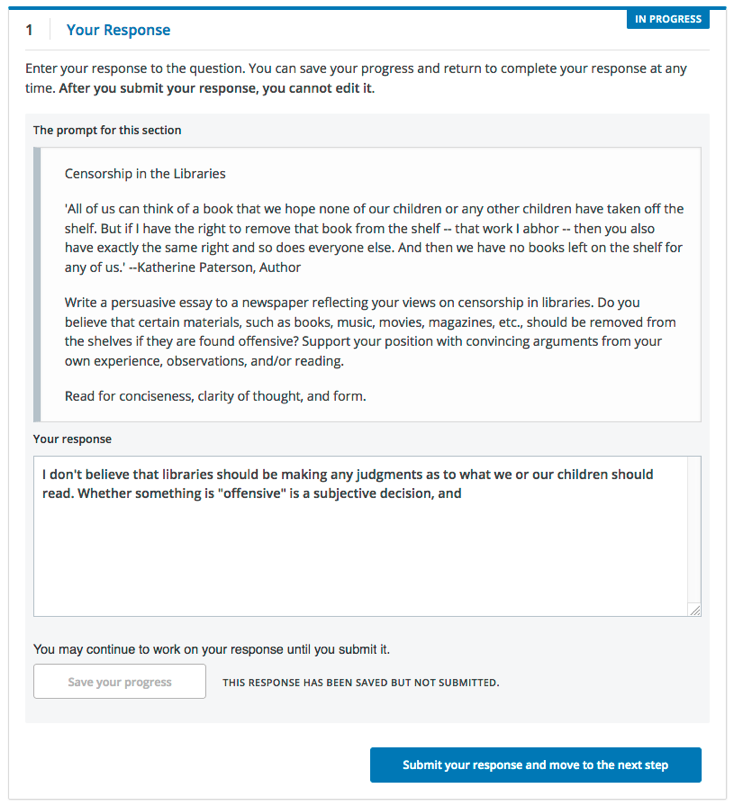 IN PROGRESS
1 Your Response
Enter your response to the question. You can save your progress and return to complete your response at any
time. After you submit your response, you cannot edit it.
The prompt for this section
Censorship in the Libraries
'All of us can think of a book that we hope none of our children or any other children have taken off the
shelf. But if I have the right to remove that book from the shelf -- that work I abhor -- then you also
have exactly the same right and so does everyone else. And then we have no books left on the shelf for
any of us.' --Katherine Paterson, Author
Write a persuasive essay to a newspaper reflecting your views on censorship in libraries. Do you
believe that certain materials, such as books, music, movies, magazines, etc., should be removed from
the shelves if they are found offensive? Support your position with convincing arguments from your
own experience, observations, and/or reading.
Read for conciseness, clarity of thought, and form.
Your response
I don't believe that libraries should be making any judgments as to what we or our children should
read. Whether something is "offensive" is a subjective decision, and
You may continue to work on your response until you submit it.
Save your progress THIS RESPONSE HAS BEEN SAVED BUT NOT SUBMITTED.
Submit your response and move to the next step